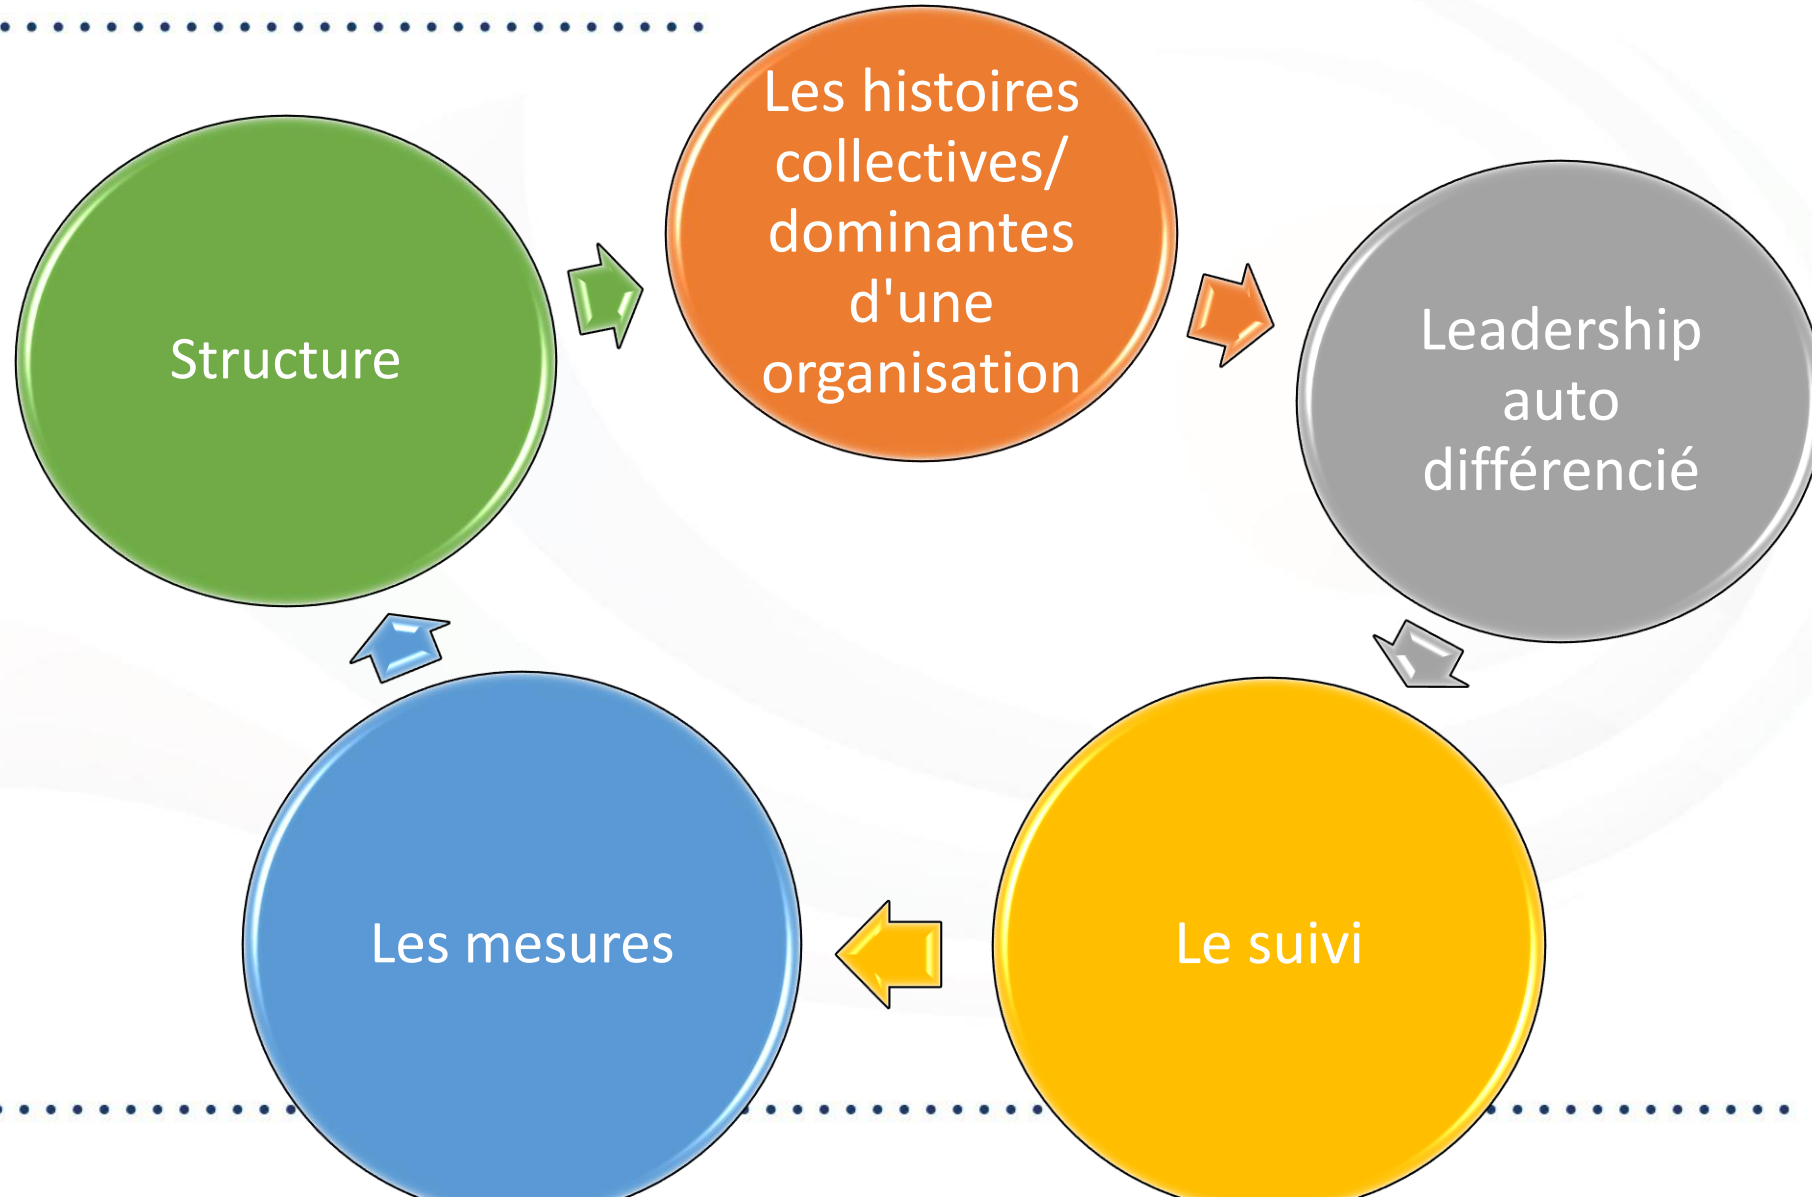 Les histoires
collectives/
dominantes
d'une
organisation
Structure
Leadership
auto
différencié
Les mesures
Le suivi